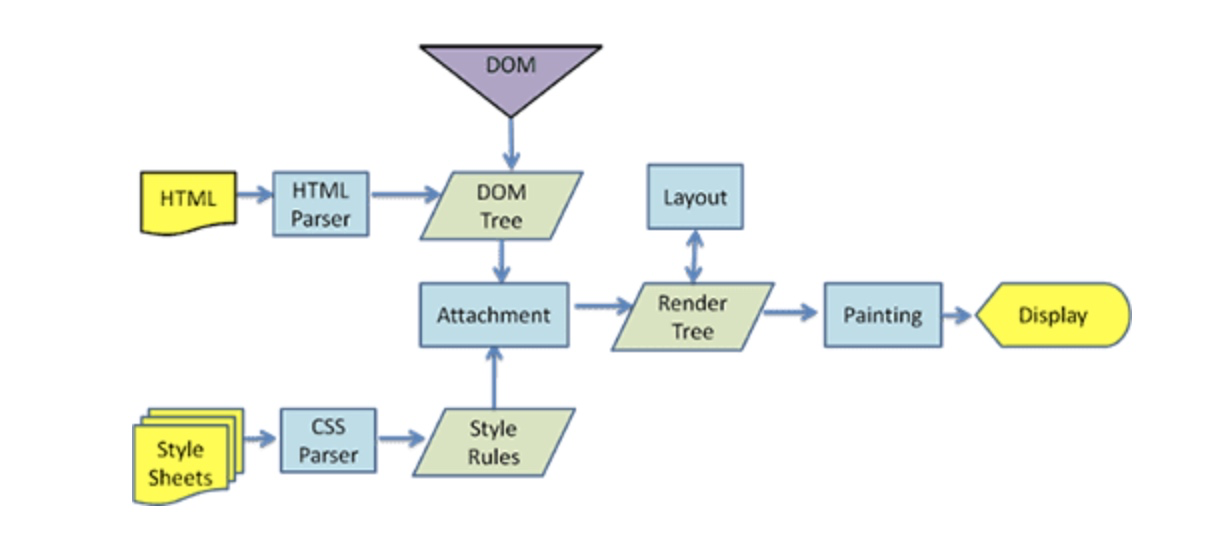 DOM
HTML
HTML
Parser
DOM
Tree
Layout
Attachment
Render
Tree
Painting
Display
Style
Sheets
CSS
Parser
Style
Rules